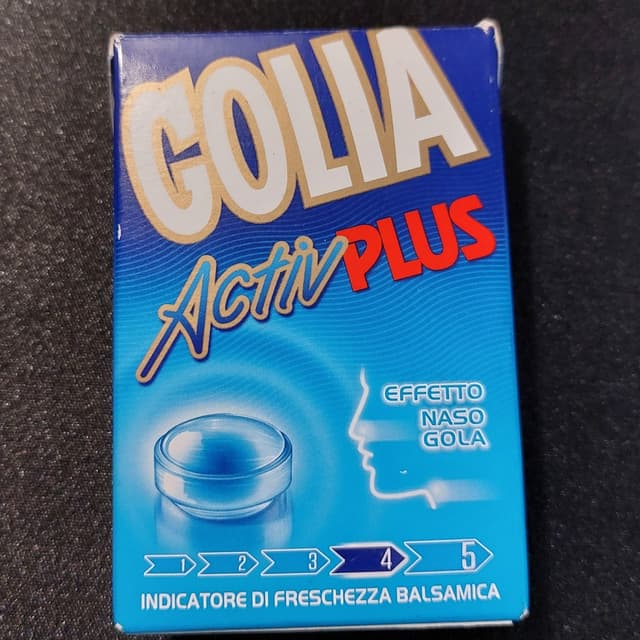 GOLIA
Activ PLUS
EFFETTO
NASO
GOLA
1 2 3 4 5
INDICATORE DI FRESCHEZZA BALSAMICA